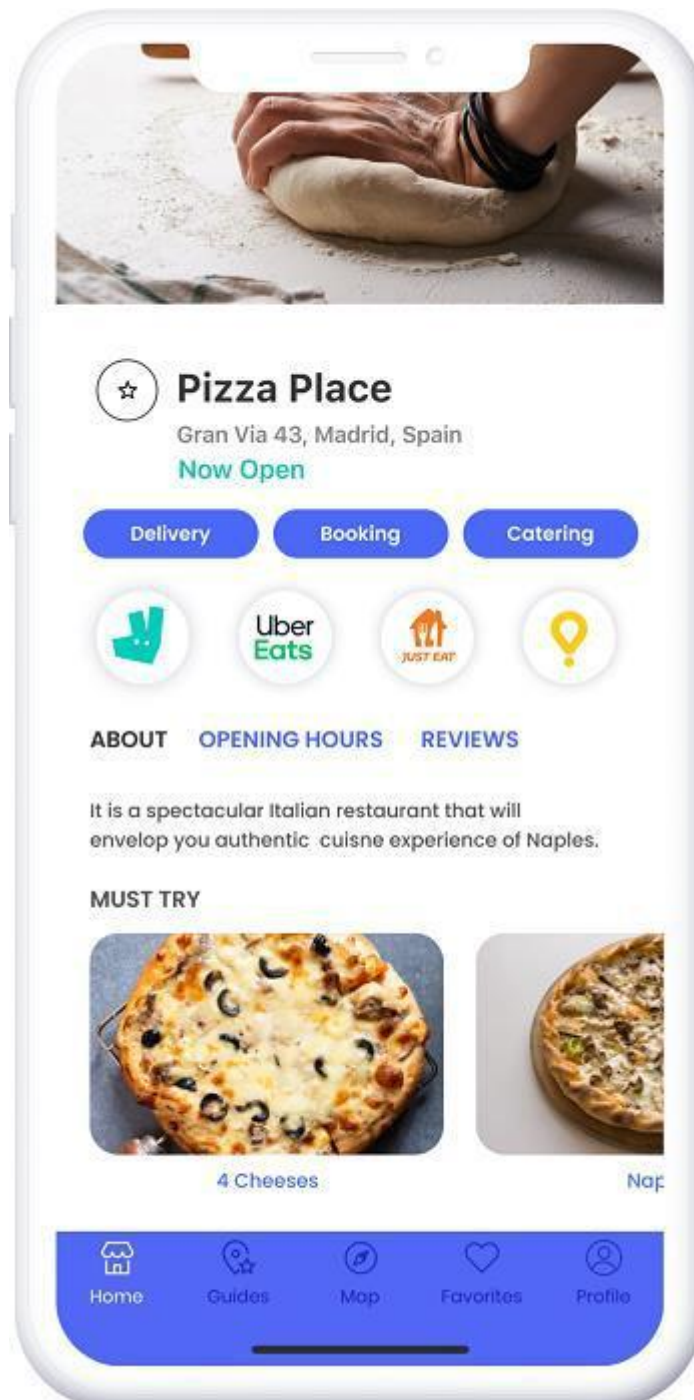 Pizza Place
Gran Via 43, Madrid, Spain
Now Open
Delivery Booking Catering
Uber
Eats
JUST EAT
ABOUT OPENING HOURS REVIEWS
It is a spectacular Italian restaurant that will
envelop you authentic cuisne experience of Naples.
MUST TRY
4 Cheeses Nap
Home Guides Map Favorites Profile